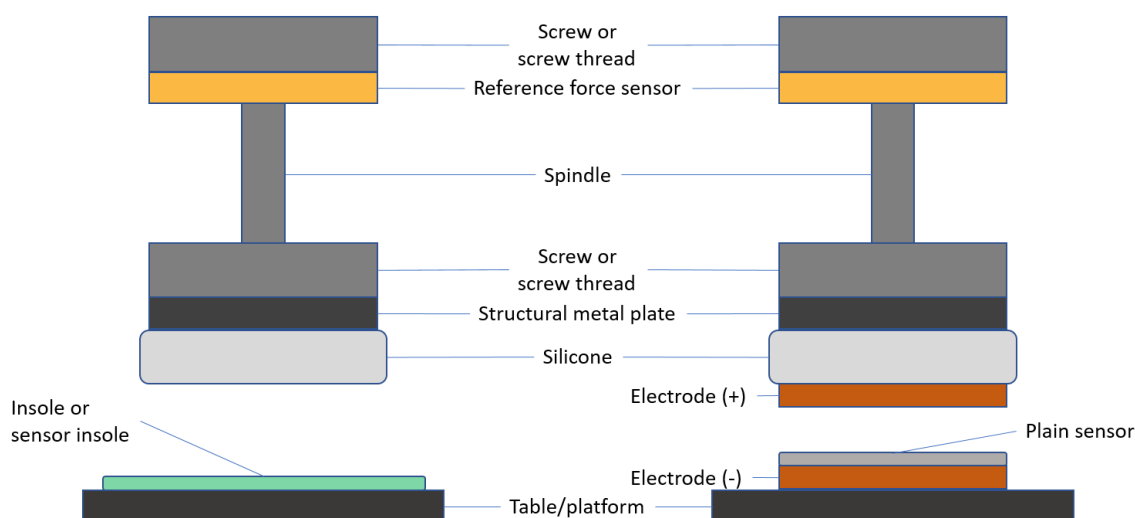 Screw or
screw thread
Reference force sensor
Spindle
Screw or
screw thread
Structural metal plate
Silicone
Electrode (+)
Insole or
sensor insole
Plain sensor
Electrode (-)
Table/platform